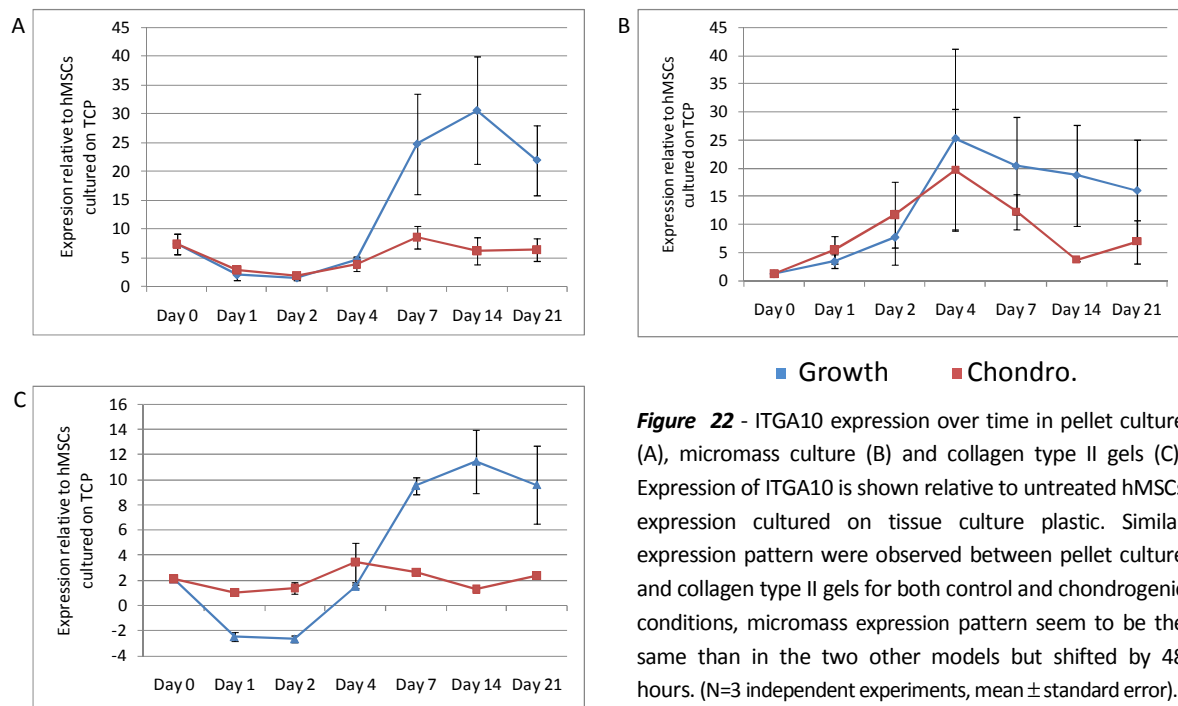 A
45
40
35
30
25
20
15
10
5
0
Expresion relative to hMSCs
cultured on TCP
Day 0 Day 1 Day 2 Day 4 Day 7 Day 14 Day 21
B
45
40
35
30
25
20
15
10
5
0
Expression relative to hMSCs
cultured on TCP
Day 0 Day 1 Day 2 Day 4 Day 7 Day 14 Day 21
Growth Chondro.
C
16
14
12
10
8
6
4
2
0
-2
-4
Expression relative to hMSCs
cultured on TCP
Day 0 Day 1 Day 2 Day 4 Day 7 Day 14 Day 21
Figure 22 - ITGA10 expression over time in pellet culture
(A), micromass culture (B) and collagen type II gels (C)
Expression of ITGA10 is shown relative to untreated hMSCs
expression cultured on tissue culture plastic. Simila
expression pattern were observed between pellet culture
and collagen type II gels for both control and chondrogenic
conditions, micromass expression pattern seem to be the
same than in the two other models but shifted by 48
hours. (N=3 independent experiments, mean ± standard error).